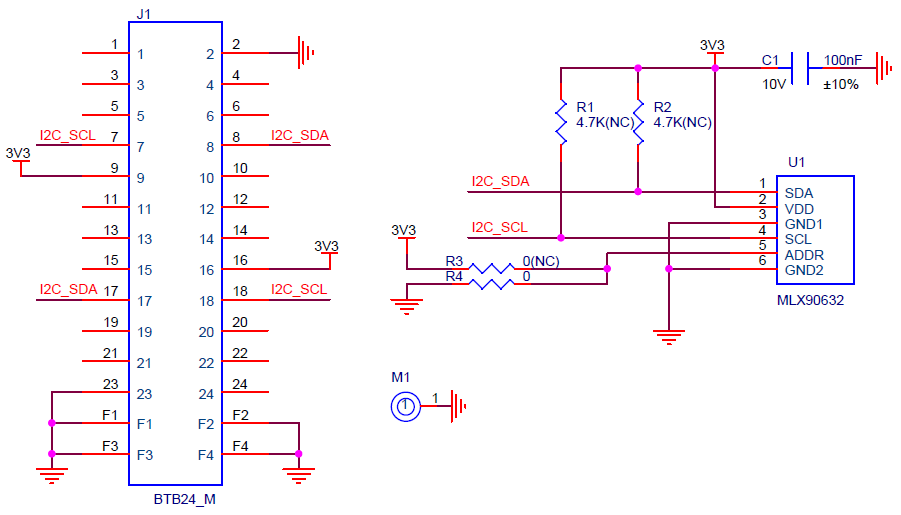 J1
1 1 2 2
3 3 4 4
5 5 6 6
I2C_SCL 7 7 8 8 I2C_SDA
3V3 9 9 10 10
11 11 12 12
13 13 14 14
15 15 16 16 3V3
I2C_SDA 17 17 18 18 I2C_SCL
19 19 20 20
21 21 22 22
23 23 24 24
F1 F1 F2 F2
F3 F3 F4 F4
BTB24_M
3V3
C1 100nF
10V ±10%
R1 R2
4.7K(NC) 4.7K(NC)
U1
I2C_SDA 1 SDA
2 VDD
3 GND1
I2C_SCL 4 SCL
5 ADDR
6 GND2
MLX90632
3V3
R3 0(NC)
R4 0
M1
1 1